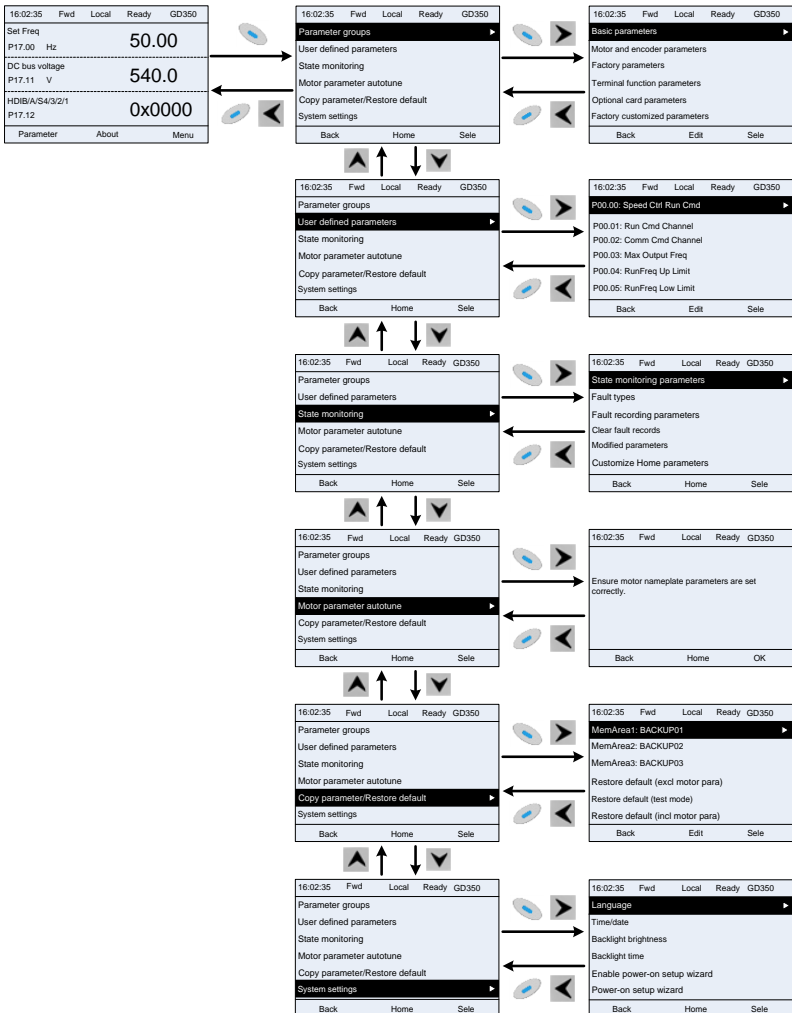 16:02:35 Fwd Local Ready GD350
Set Freq
P17.00 Hz 50.00
DC bus voltage
P17.11 V 540.0
HDIB/A/S4/3/2/1
P17.12 0x0000
Parameter About Menu
16:02:35 Fwd Local Ready GD350
Parameter groups
User defined parameters
State monitoring
Motor parameter autotune
Copy parameter/Restore default
System settings
Back Home Sele
16:02:35 Fwd Local Ready GD350
Basic parameters
Motor and encoder parameters
Factory parameters
Terminal function parameters
Optional card parameters
Factory customized parameters
Back Edit Sele
16:02:35 Fwd Local Ready GD350
Parameter groups
User defined parameters
State monitoring
Motor parameter autotune
Copy parameter/Restore default
System settings
Back Home Sele
16:02:35 Fwd Local Ready GD350
P00.00: Speed Ctrl Run Cmd
P00.01: Run Cmd Channel
P00.02: Comm Cmd Channel
P00.03: Max Output Freq
P00.04: RunFreq Up Limit
P00.05: RunFreq Low Limit
Back Edit Sele
16:02:35 Fwd Local Ready GD350
Parameter groups
User defined parameters
State monitoring
Motor parameter autotune
Copy parameter/Restore default
System settings
Back Home Sele
16:02:35 Fwd Local Ready GD350
State monitoring parameters
Fault types
Fault recording parameters
Clear fault records
Modified parameters
Customize Home parameters
Back Home Sele
16:02:35 Fwd Local Ready GD350
Parameter groups
User defined parameters
State monitoring
Motor parameter autotune
Copy parameter/Restore default
System settings
Back Home Sele
16:02:35 Fwd Local Ready GD350
Ensure motor nameplate parameters are set
correctly.
Back Home OK
16:02:35 Fwd Local Ready GD350
Parameter groups
User defined parameters
State monitoring
Motor parameter autotune
Copy parameter/Restore default
System settings
Back Home Sele
16:02:35 Fwd Local Ready GD350
MemArea1: BACKUP01
MemArea2: BACKUP02
MemArea3: BACKUP03
Restore default (excl motor para)
Restore default (test mode)
Restore default (incl motor para)
Back Edit Sele
16:02:35 Fwd Local Ready GD350
Parameter groups
User defined parameters
State monitoring
Motor parameter autotune
Copy parameter/Restore default
System settings
Back Home Sele
16:02:35 Fwd Local Ready GD350
Language
Time/date
Backlight brightness
Backlight time
Enable power-on setup wizard
Power-on setup wizard
Back Home Sele